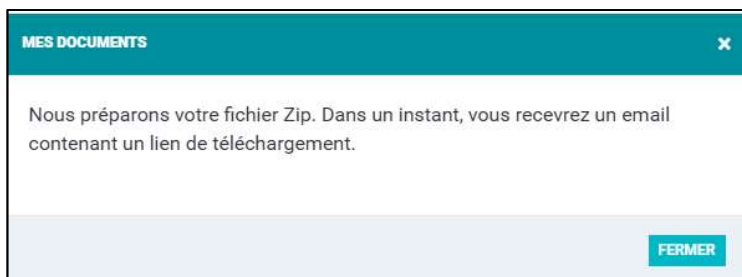 MES DOCUMENTS
Nous préparons votre fichier Zip. Dans un instant, vous recevrez un email
contenant un lien de téléchargement.
FERMER